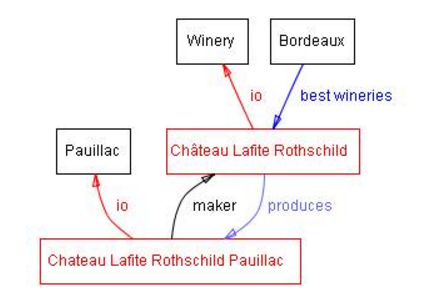 Winery
Bordeaux
io
best wineries
Pauillac
Château Lafite Rothschild
io
maker
produces
Chateau Lafite Rothschild Pauillac